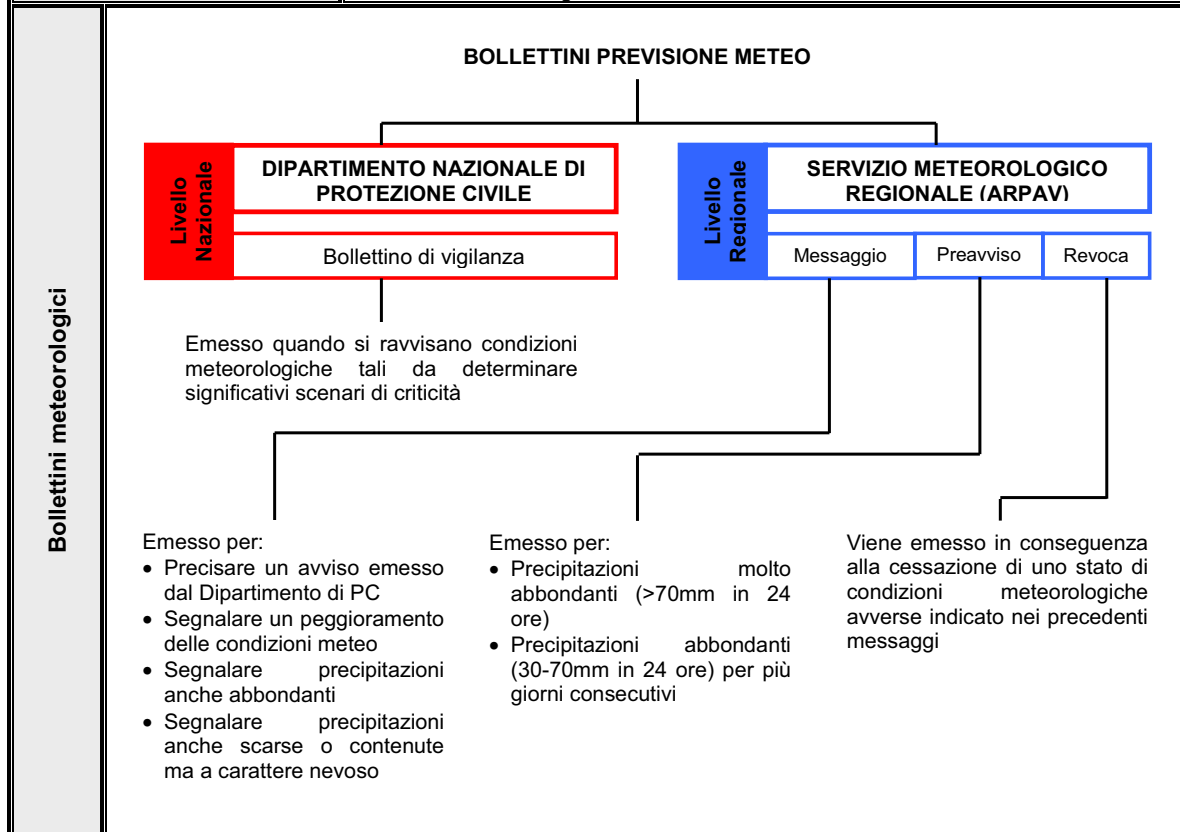 BOLLETTINI PREVISIONE METEO
Livello
Nazionale
DIPARTIMENTO NAZIONALE DI
PROTEZIONE CIVILE
Bollettino di vigilanza
Livello
Regionale
SERVIZIO METEOROLOGICO
REGIONALE (ARPAV)
Messaggio
Preavviso
Revoca
Bollettini meteorologici
Emesso quando si ravvisano condizioni
meteorologiche tali da determinare
significativi scenari di criticità
Emesso per:
• Precisare un avviso emesso
dal Dipartimento di PC
• Segnalare un peggioramento
delle condizioni meteo
• Segnalare precipitazioni
anche abbondanti
• Segnalare precipitazioni
anche scarse o contenute
ma a carattere nevoso
Emesso per:
• Precipitazioni molto
abbondanti (>70mm in 24
ore)
• Precipitazioni abbondanti
(30-70mm in 24 ore) per più
giorni consecutivi
Viene emesso in conseguenza
alla cessazione di uno stato di
condizioni meteorologiche
avverse indicato nei precedenti
messaggi